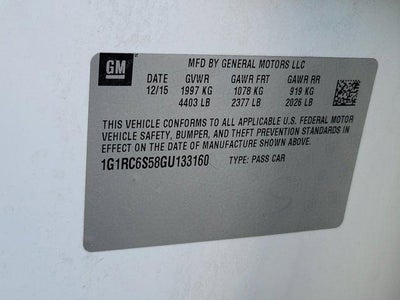 GM
MFD BY GENERAL MOTORS LLC
DATE GVWR GAWR FRT GAWR RR
12/15 1997 KG 1078 KG 919 KG
4403 LB 2377 LB 2026 LB
THIS VEHICLE CONFORMS TO ALL APPLICABLE U.S. FEDERAL MOTOR
VEHICLE SAFETY, BUMPER, AND THEFT PREVENTION STANDARDS IN
EFFECT ON THE DATE OF MANUFACTURE SHOWN ABOVE.
1G1RC6S58GU133160 TYPE: PASS CAR